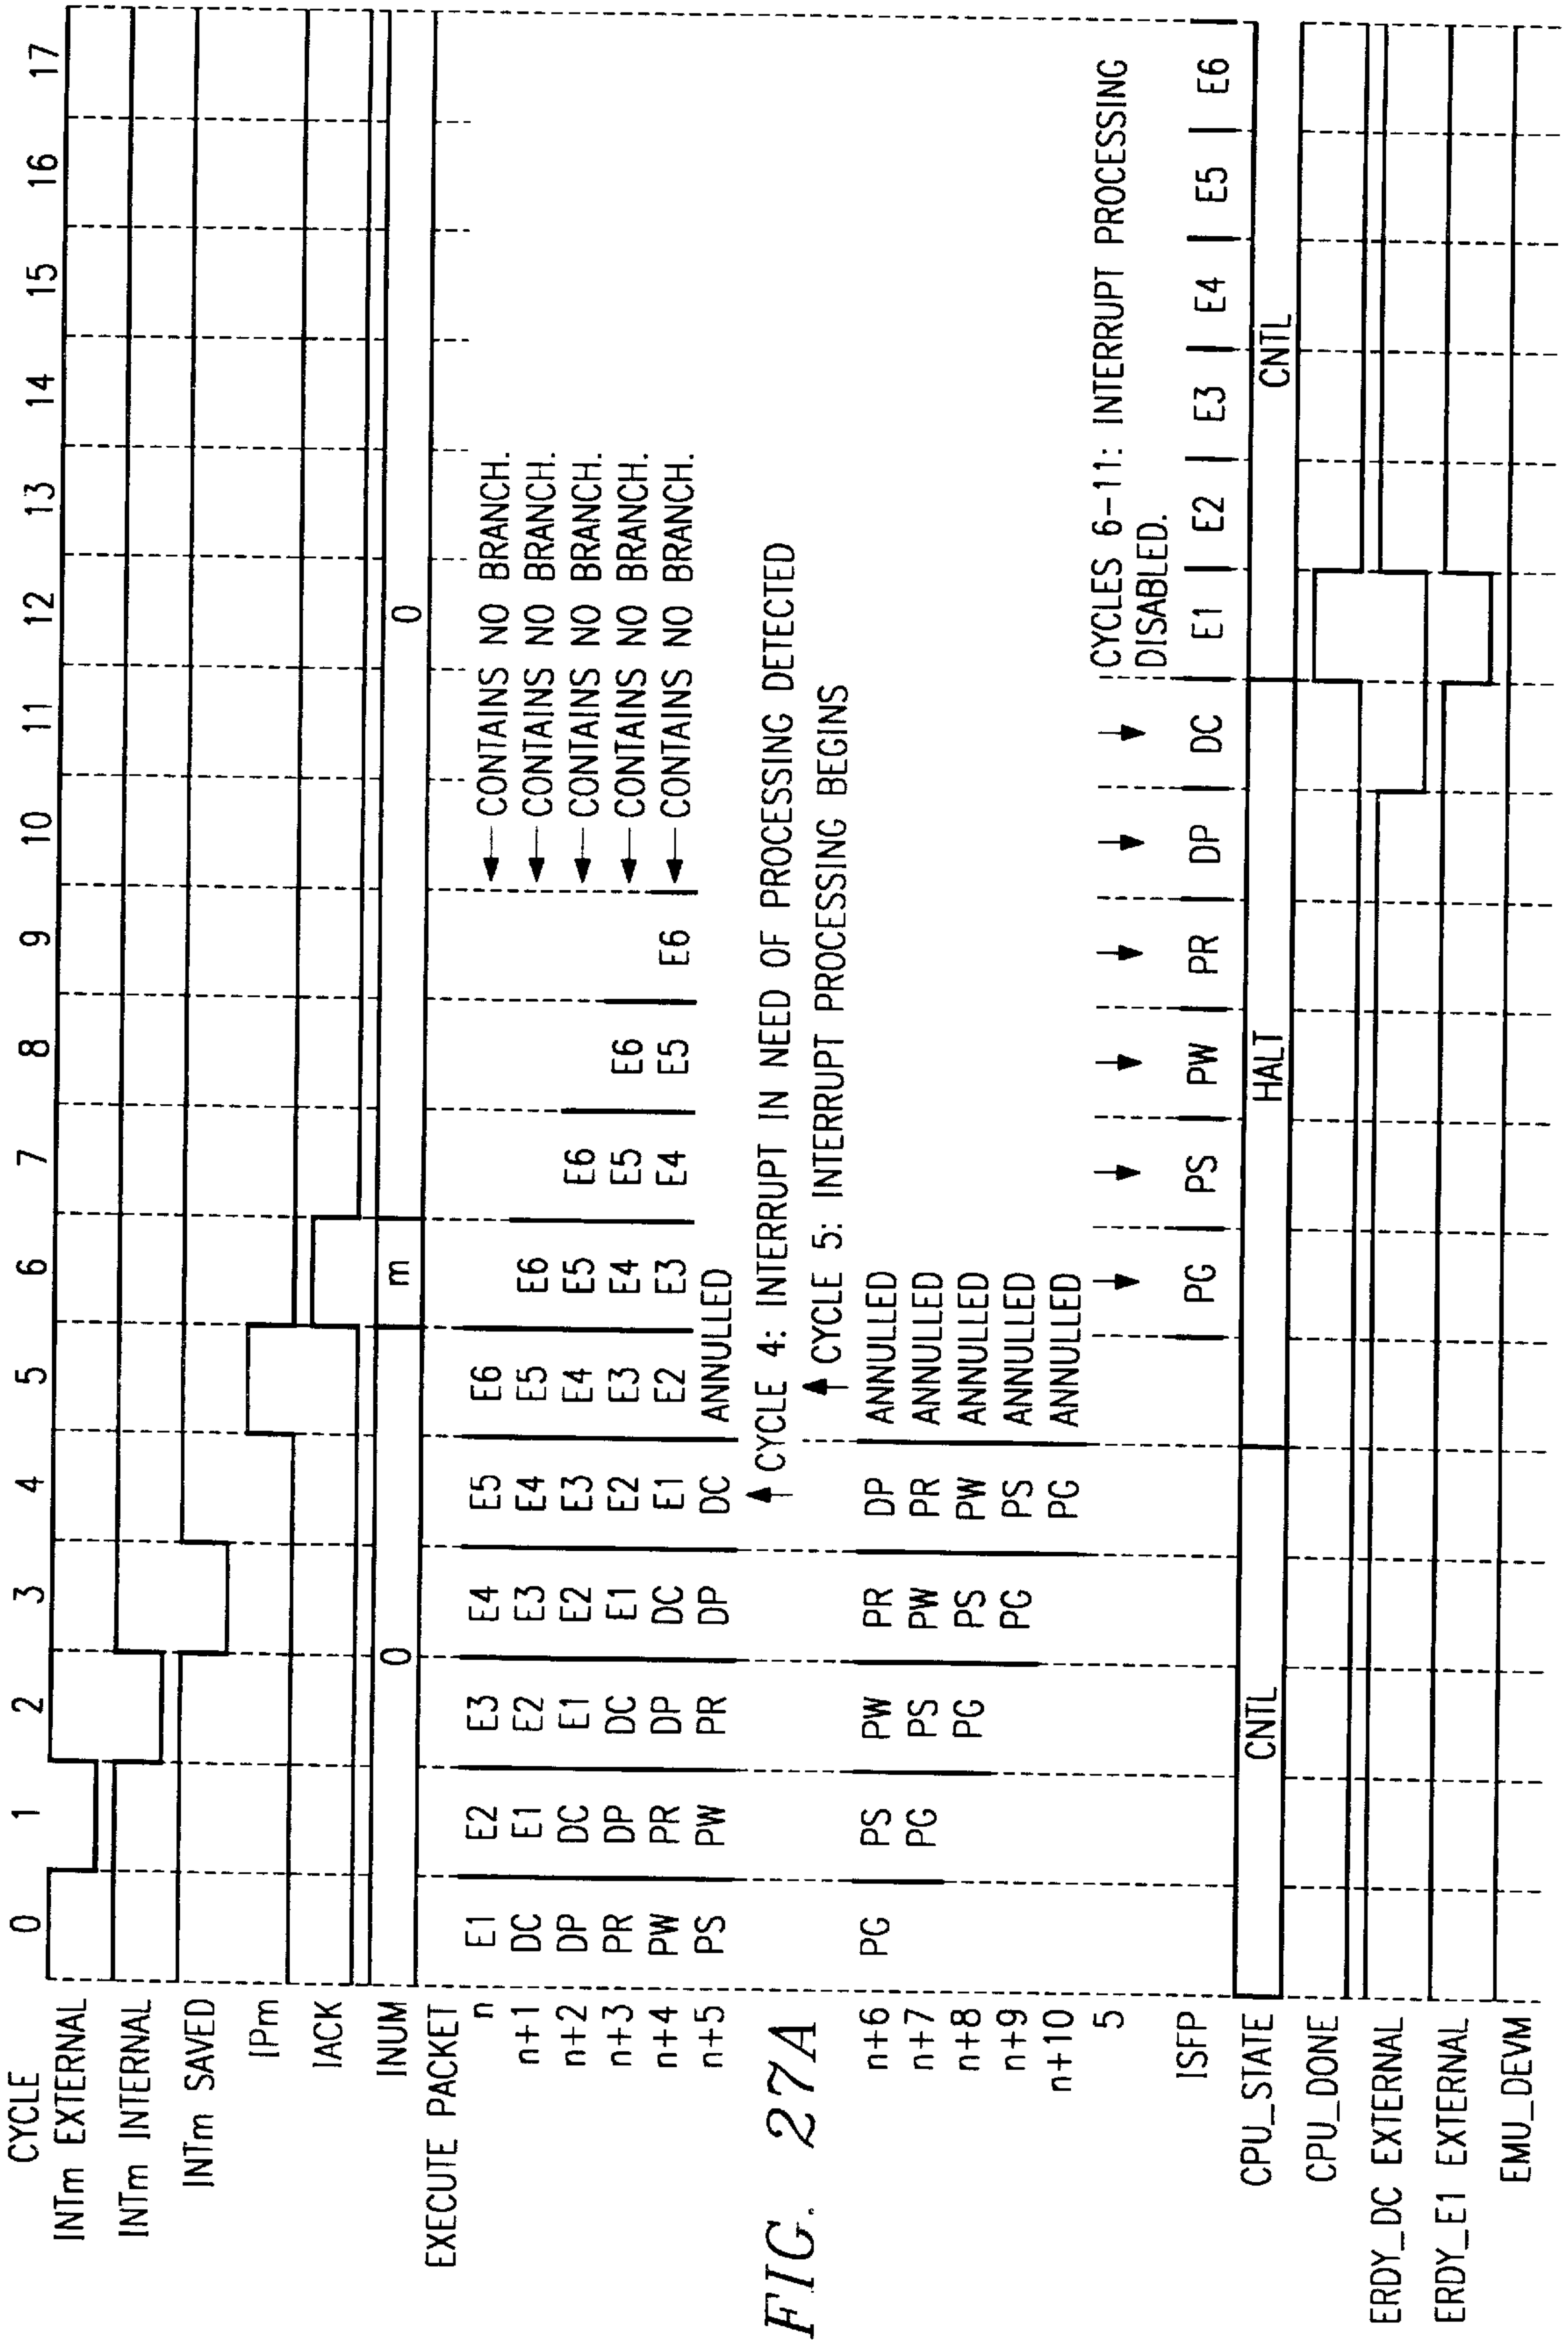 CYCLE 0 1 2 3 4 5 6 7 8 9 10 11 12 13 14 15 16 17
INTm EXTERNAL
INTm INTERNAL
INTm SAVED
IPm
IACK
INUM 0 m 0
EXECUTE PACKET
n E1 E2 E3 E4 E5 E6 CONTAINS NO BRANCH.
n+1 DC E1 E2 E3 E4 E5 E6 CONTAINS NO BRANCH.
n+2 DP DC E1 E2 E3 E4 E5 E6 CONTAINS NO BRANCH.
n+3 PR DP DC E1 E2 E3 E4 E5 E6 CONTAINS NO BRANCH.
n+4 PW PR DP DC E1 E2 E3 E4 E5 E6 CONTAINS NO BRANCH.
n+5 PS PW PR DP DC ANNULLED
CYCLE 4: INTERRUPT IN NEED OF PROCESSING DETECTED
FIG. 27A
CYCLE 5: INTERRUPT PROCESSING BEGINS
n+6 PG PS PW PR DP ANNULLED
n+7 PG PS PW PR ANNULLED
n+8 PG PS PW ANNULLED
n+9 PG PS ANNULLED
n+10 PG ANNULLED
5 CYCLES 6-11: INTERRUPT PROCESSING
DISABLED.
ISFP PG PS PW PR DP DC E1 E2 E3 E4 E5 E6
CPU_STATE CNTL HALT CNTL
CPU_DONE
ERDY_DC EXTERNAL
ERDY_E1 EXTERNAL
EMU_DEVM